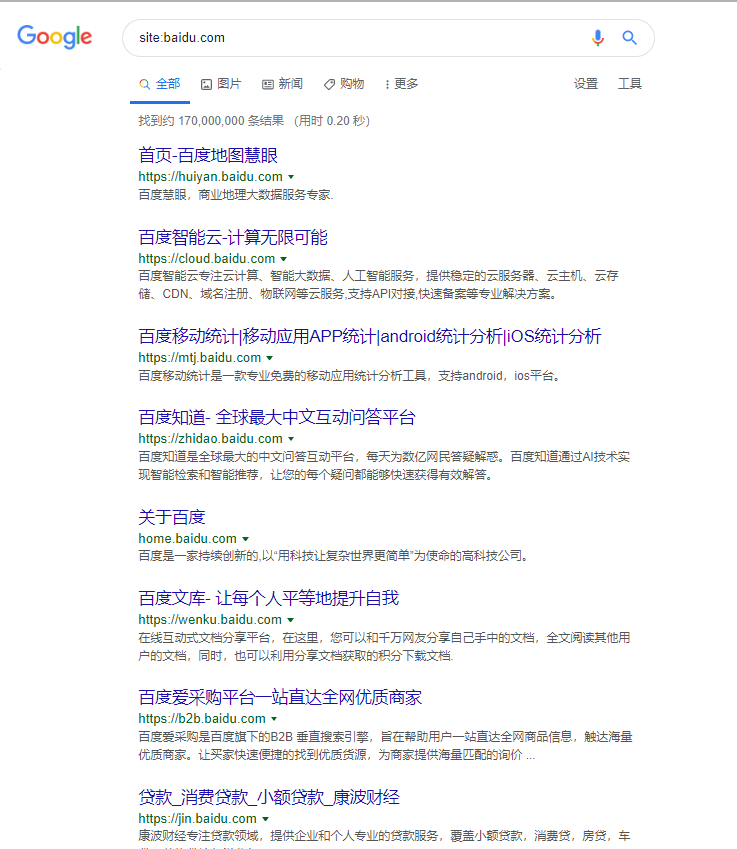 Google
site:baidu.com
全部 图片 新闻 购物 更多 设置 工具
找到约 170,000,000 条结果 （用时 0.20 秒）
首页-百度地图慧眼
https://huiyan.baidu.com
百度慧眼，商业地理大数据服务专家.
百度智能云-计算无限可能
https://cloud.baidu.com
百度智能云专注云计算、智能大数据、人工智能服务，提供稳定的云服务器、云主机、云存
储、CDN、域名注册、物联网等云服务,支持API对接,快速备案等专业解决方案。
百度移动统计|移动应用APP统计|android统计分析|iOS统计分析
https://mtj.baidu.com
百度移动统计是一款专业免费的移动应用统计分析工具，支持android，ios平台。
百度知道- 全球最大中文互动问答平台
https://zhidao.baidu.com
百度知道是全球最大的中文问答互动平台，每天为数亿网民答疑解惑。百度知道通过AI技术实
现智能检索和智能推荐，让您的每个疑问都能够快速获得有效解答。
关于百度
home.baidu.com
百度是一家持续创新的,以“用科技让复杂世界更简单”为使命的高科技公司。
百度文库- 让每个人平等地提升自我
https://wenku.baidu.com
在线互动式文档分享平台，在这里，您可以和千万网友分享自己手中的文档，全文阅读其他用
户的文档，同时，也可以利用分享文档获取的积分下载文档.
百度爱采购平台一站直达全网优质商家
https://b2b.baidu.com
百度爱采购是百度旗下的B2B 垂直搜索引擎，旨在帮助用户一站直达全网商品信息，触达海量
优质商家。让买家快速便捷的找到优质货源，为商家提供海量匹配的询价 ...
贷款_消费贷款_小额贷款_康波财经
https://jin.baidu.com
康波财经专注贷款领域，提供企业和个人专业的贷款服务，覆盖小额贷款，消费贷，房贷，车